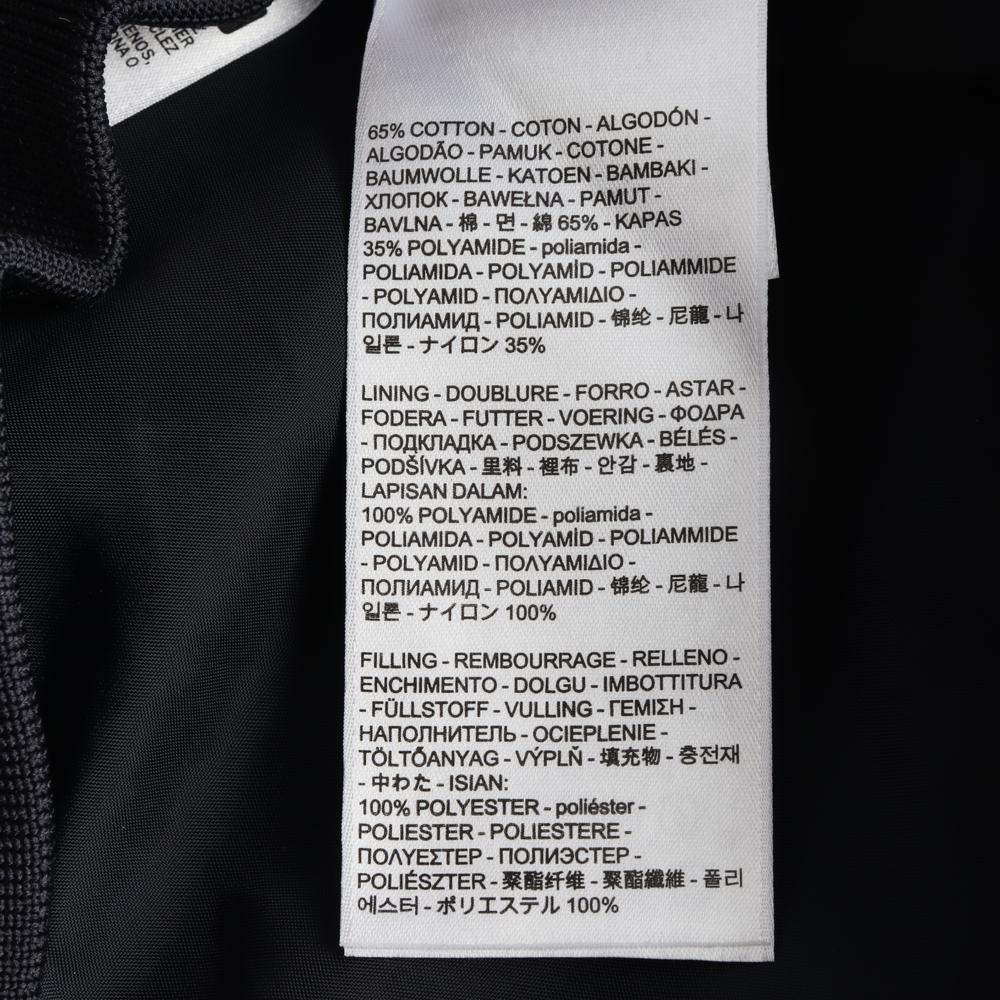 65% COTTON - COTON - ALGODÓN -
ALGODÃO - PAMUK - COTONE -
BAUMWOLLE - KATOEN - BAMBAKI -
ХЛОПОК - BAWEŁNA - PAMUT -
BAVLNA - 棉 - 면 - 綿 65% - KAPAS
35% POLYAMIDE - poliamida -
POLIAMIDA - POLYAMİD - POLIAMMIDE
- POLYAMID - ΠΟΛΥΑΜΙΔΙΟ -
ПОЛИАМИД - POLIAMID - 锦纶 - 尼龍 - 나
일론 - ナイロン 35%
LINING - DOUBLURE - FORRO - ASTAR -
FODERA - FUTTER - VOERING - ΦΟΔΡΑ
- ПОДКЛАДКА - PODSZEWKA - BÉLÉS -
PODŠÍVKA - 里料 - 裡布 - 안감 - 裏地 -
LAPISAN DALAM:
100% POLYAMIDE - poliamida -
POLIAMIDA - POLYAMİD - POLIAMMIDE
- POLYAMID - ΠΟΛΥΑΜΙΔΙΟ -
ПОЛИАМИД - POLIAMID - 锦纶 - 尼龍 - 나
일론 - ナイロン 100%
FILLING - REMBOURRAGE - RELLENO -
ENCHIMENTO - DOLGU - IMBOTTITURA
- FÜLLSTOFF - VULLING - ΓΕΜΙΣΗ -
НАПОЛНИТЕЛЬ - OCIEPLENIE -
TÖLTŐANYAG - VÝPLŇ - 填充物 - 충전재
- 中わた - ISIAN:
100% POLYESTER - poliéster -
POLIESTER - POLIESTERE -
ΠΟΛΥΕΣΤΕΡ - ПОЛИЭСТЕР -
POLIÉSZTER - 聚酯纤维 - 聚酯纖維 - 폴리
에스터 - ポリエステル 100%